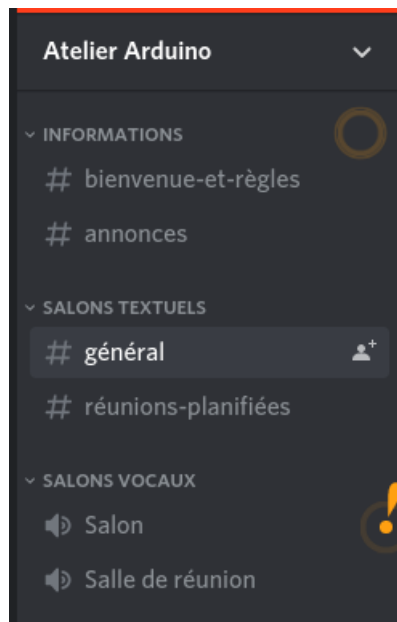 Atelier Arduino
INFORMATIONS
# bienvenue-et-règles
# annonces
SALONS TEXTUELS
# général
# réunions-planifiées
SALONS VOCAUX
Salon
Salle de réunion